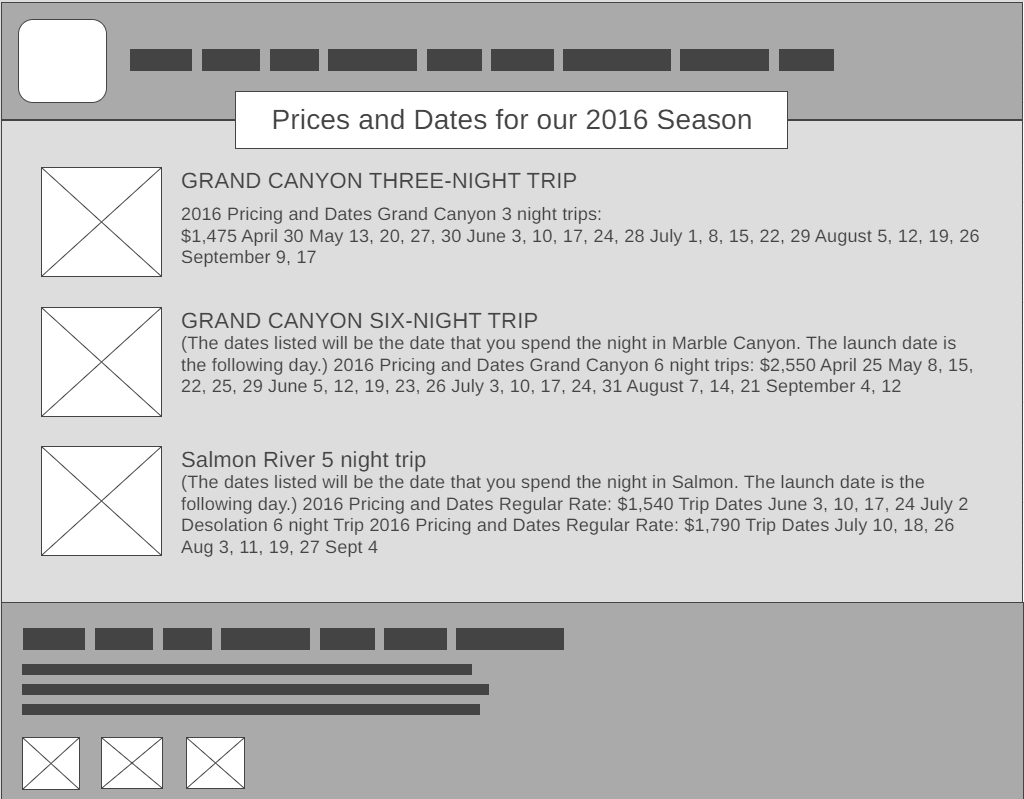 Prices and Dates for our 2016 Season
GRAND CANYON THREE-NIGHT TRIP
2016 Pricing and Dates Grand Canyon 3 night trips:
$1,475 April 30 May 13, 20, 27, 30 June 3, 10, 17, 24, 28 July 1, 8, 15, 22, 29 August 5, 12, 19, 26
September 9, 17
GRAND CANYON SIX-NIGHT TRIP
(The dates listed will be the date that you spend the night in Marble Canyon. The launch date is
the following day.) 2016 Pricing and Dates Grand Canyon 6 night trips: $2,550 April 25 May 8, 15,
22, 25, 29 June 5, 12, 19, 23, 26 July 3, 10, 17, 24, 31 August 7, 14, 21 September 4, 12
Salmon River 5 night trip
(The dates listed will be the date that you spend the night in Salmon. The launch date is the
following day.) 2016 Pricing and Dates Regular Rate: $1,540 Trip Dates June 3, 10, 17, 24 July 2
Desolation 6 night Trip 2016 Pricing and Dates Regular Rate: $1,790 Trip Dates July 10, 18, 26
Aug 3, 11, 19, 27 Sept 4